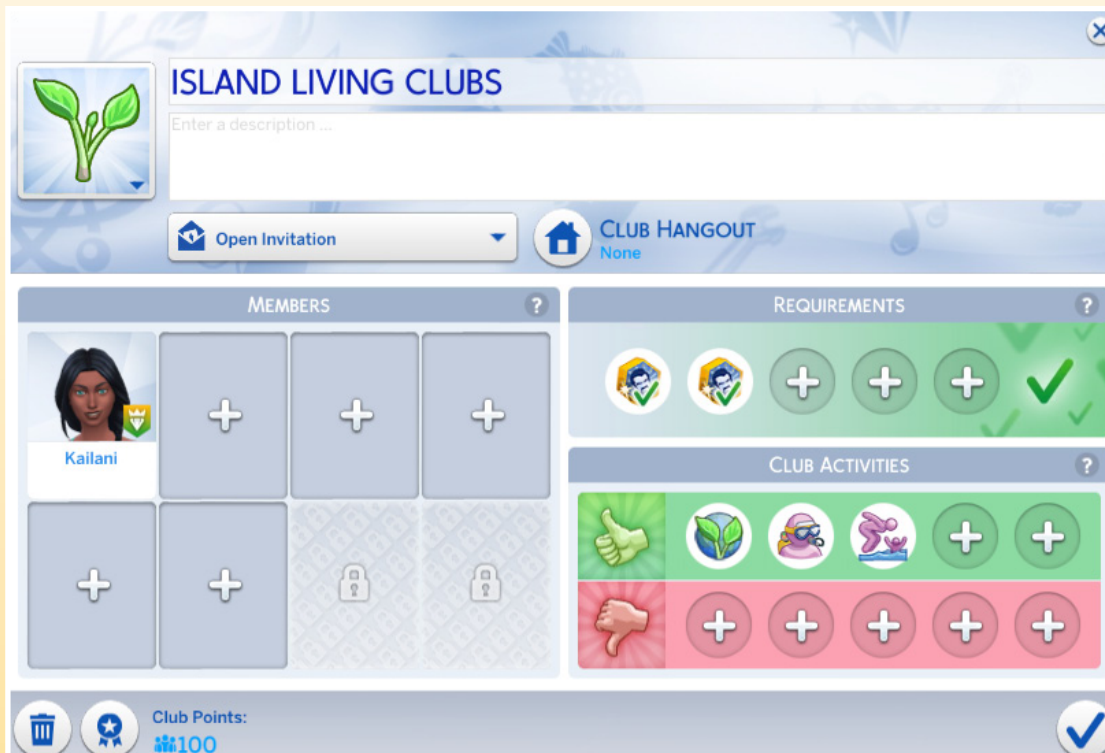 ISLAND LIVING CLUBS
Enter a description ...
Open Invitation
CLUB HANGOUT
None
MEMBERS
?
REQUIREMENTS
?
Kailani
CLUB ACTIVITIES
?
Club Points:
100